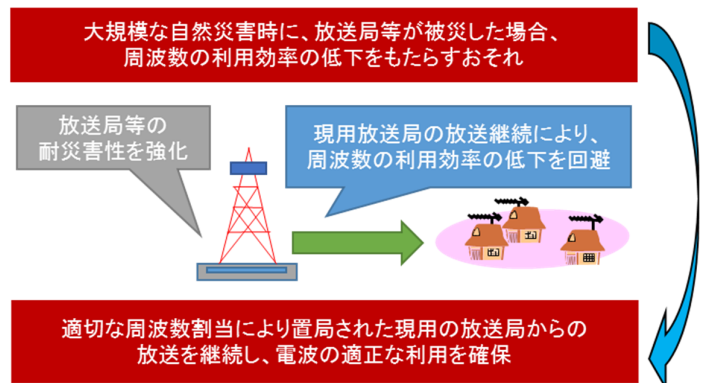 大規模な自然災害時に、放送局等が被災した場合、
周波数の利用効率の低下をもたらすおそれ
放送局等の
耐災害性を強化
現用放送局の放送継続により、
周波数の利用効率の低下を回避
適切な周波数割当により置局された現用の放送局からの
放送を継続し、電波の適正な利用を確保